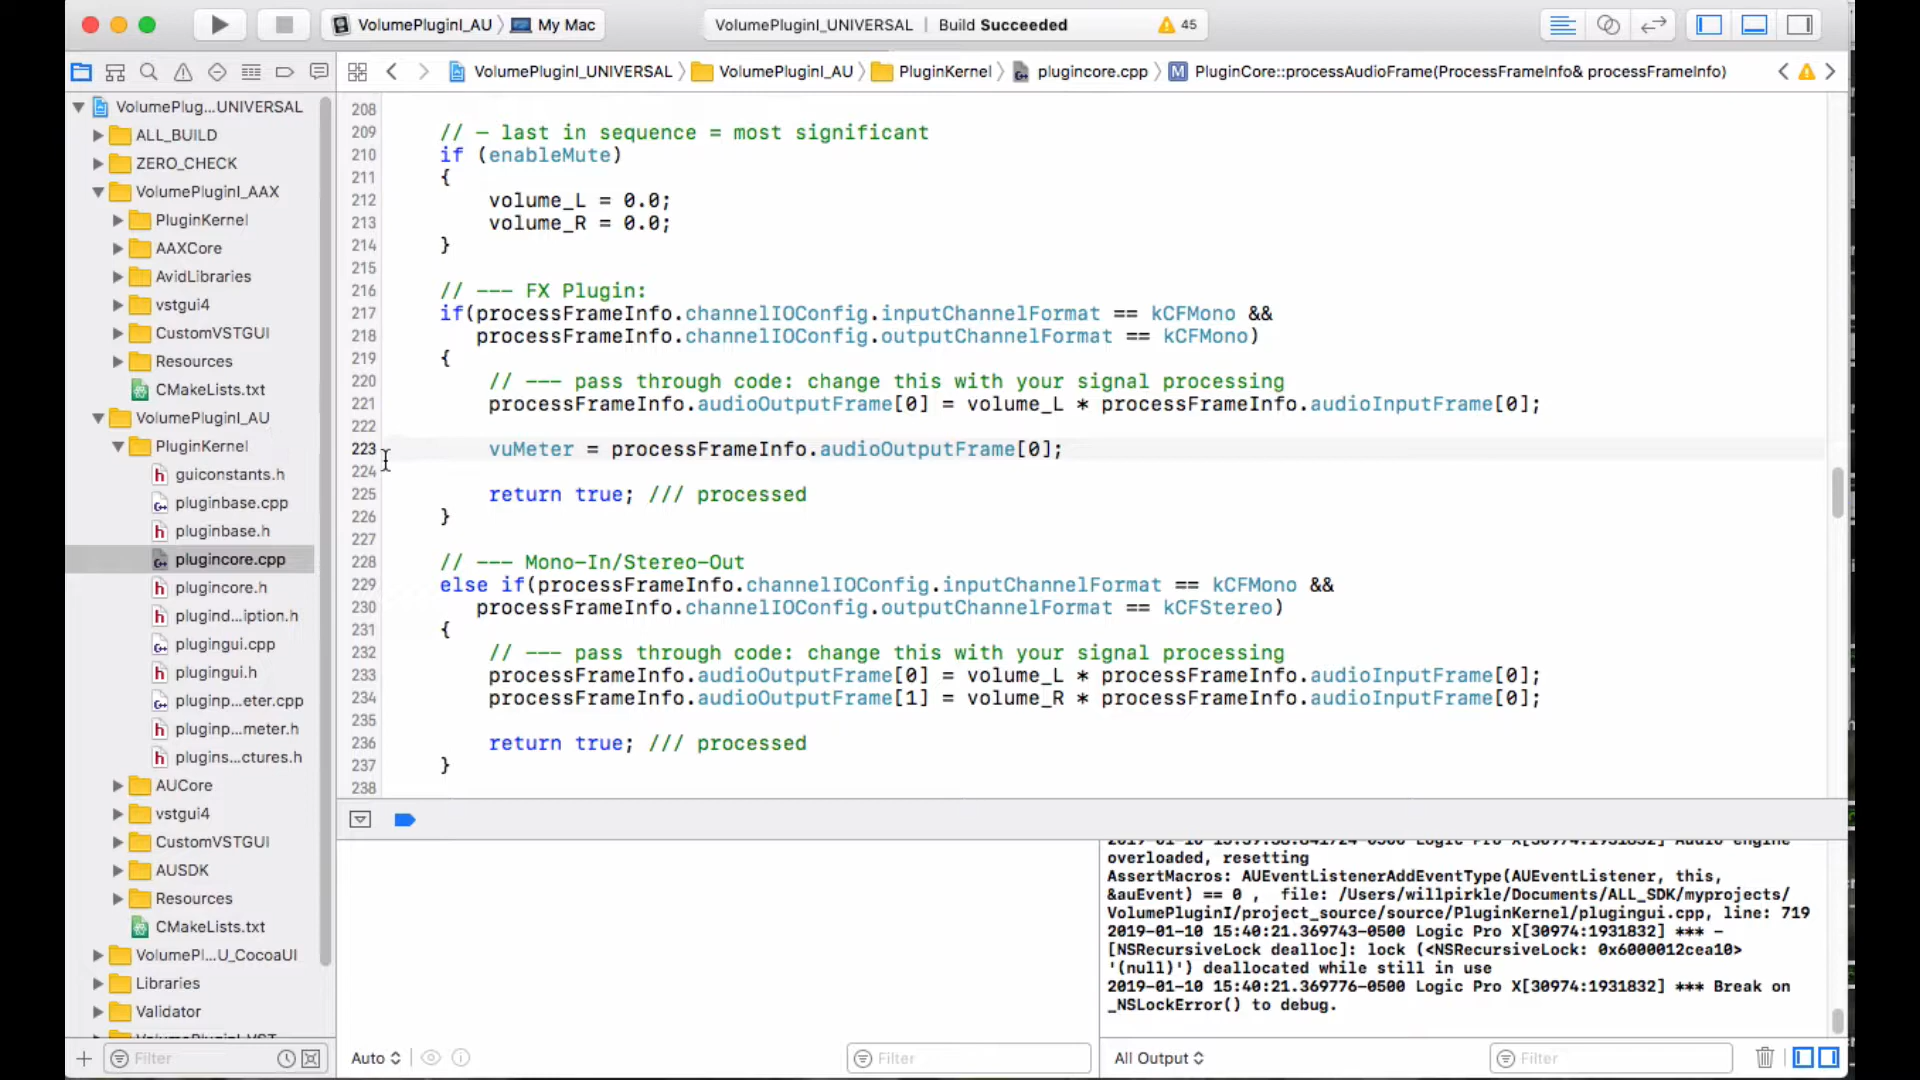 VolumePluginI_AU 〉 My Mac
VolumePluginI_UNIVERSAL | Build Succeeded
45
VolumePluginI_UNIVERSAL 〉 VolumePluginI_AU 〉 PluginKernel 〉 plugincore.cpp 〉 M PluginCore::processAudioFrame(ProcessFrameInfo& processFrameInfo)
VolumePlug...UNIVERSAL
ALL_BUILD
ZERO_CHECK
VolumePluginI_AAX
PluginKernel
AAXCore
AvidLibraries
vstgui4
CustomVSTGUI
Resources
CMakeLists.txt
VolumePluginI_AU
PluginKernel
h guiconstants.h
pluginbase.cpp
h pluginbase.h
plugincore.cpp
h plugincore.h
h plugind...iption.h
plugingui.cpp
h plugingui.h
pluginp...eter.cpp
h pluginp...meter.h
h plugins...ctures.h
AUCore
vstgui4
CustomVSTGUI
AUSDK
Resources
CMakeLists.txt
VolumePl...U_CocoaUI
Libraries
Validator
Filter
208
209 // – last in sequence = most significant
210 if (enableMute)
211 {
212 volume_L = 0.0;
213 volume_R = 0.0;
214 }
215
216 // --- FX Plugin:
217 if(processFrameInfo.channelIOConfig.inputChannelFormat == kCFMono &&
218 processFrameInfo.channelIOConfig.outputChannelFormat == kCFMono)
219 {
220 // --- pass through code: change this with your signal processing
221 processFrameInfo.audioOutputFrame[0] = volume_L * processFrameInfo.audioInputFrame[0];
222
223 vuMeter = processFrameInfo.audioOutputFrame[0];
224
225 return true; /// processed
226 }
227
228 // --- Mono-In/Stereo-Out
229 else if(processFrameInfo.channelIOConfig.inputChannelFormat == kCFMono &&
230 processFrameInfo.channelIOConfig.outputChannelFormat == kCFStereo)
231 {
232 // --- pass through code: change this with your signal processing
233 processFrameInfo.audioOutputFrame[0] = volume_L * processFrameInfo.audioInputFrame[0];
234 processFrameInfo.audioOutputFrame[1] = volume_R * processFrameInfo.audioInputFrame[0];
235
236 return true; /// processed
237 }
238
overloaded, resetting
AssertMacros: AUEventListenerAddEventType(AUEventListener, this,
&auEvent) == 0 , file: /Users/willpirkle/Documents/ALL_SDK/myprojects/
VolumePluginI/project_source/source/PluginKernel/plugingui.cpp, line: 719
2019-01-10 15:40:21.369743-0500 Logic Pro X[30974:1931832] *** -
[NSRecursiveLock dealloc]: lock (<NSRecursiveLock: 0x6000012cea10>
'(null)') deallocated while still in use
2019-01-10 15:40:21.369776-0500 Logic Pro X[30974:1931832] *** Break on
_NSLockError() to debug.
Auto
Filter
All Output
Filter